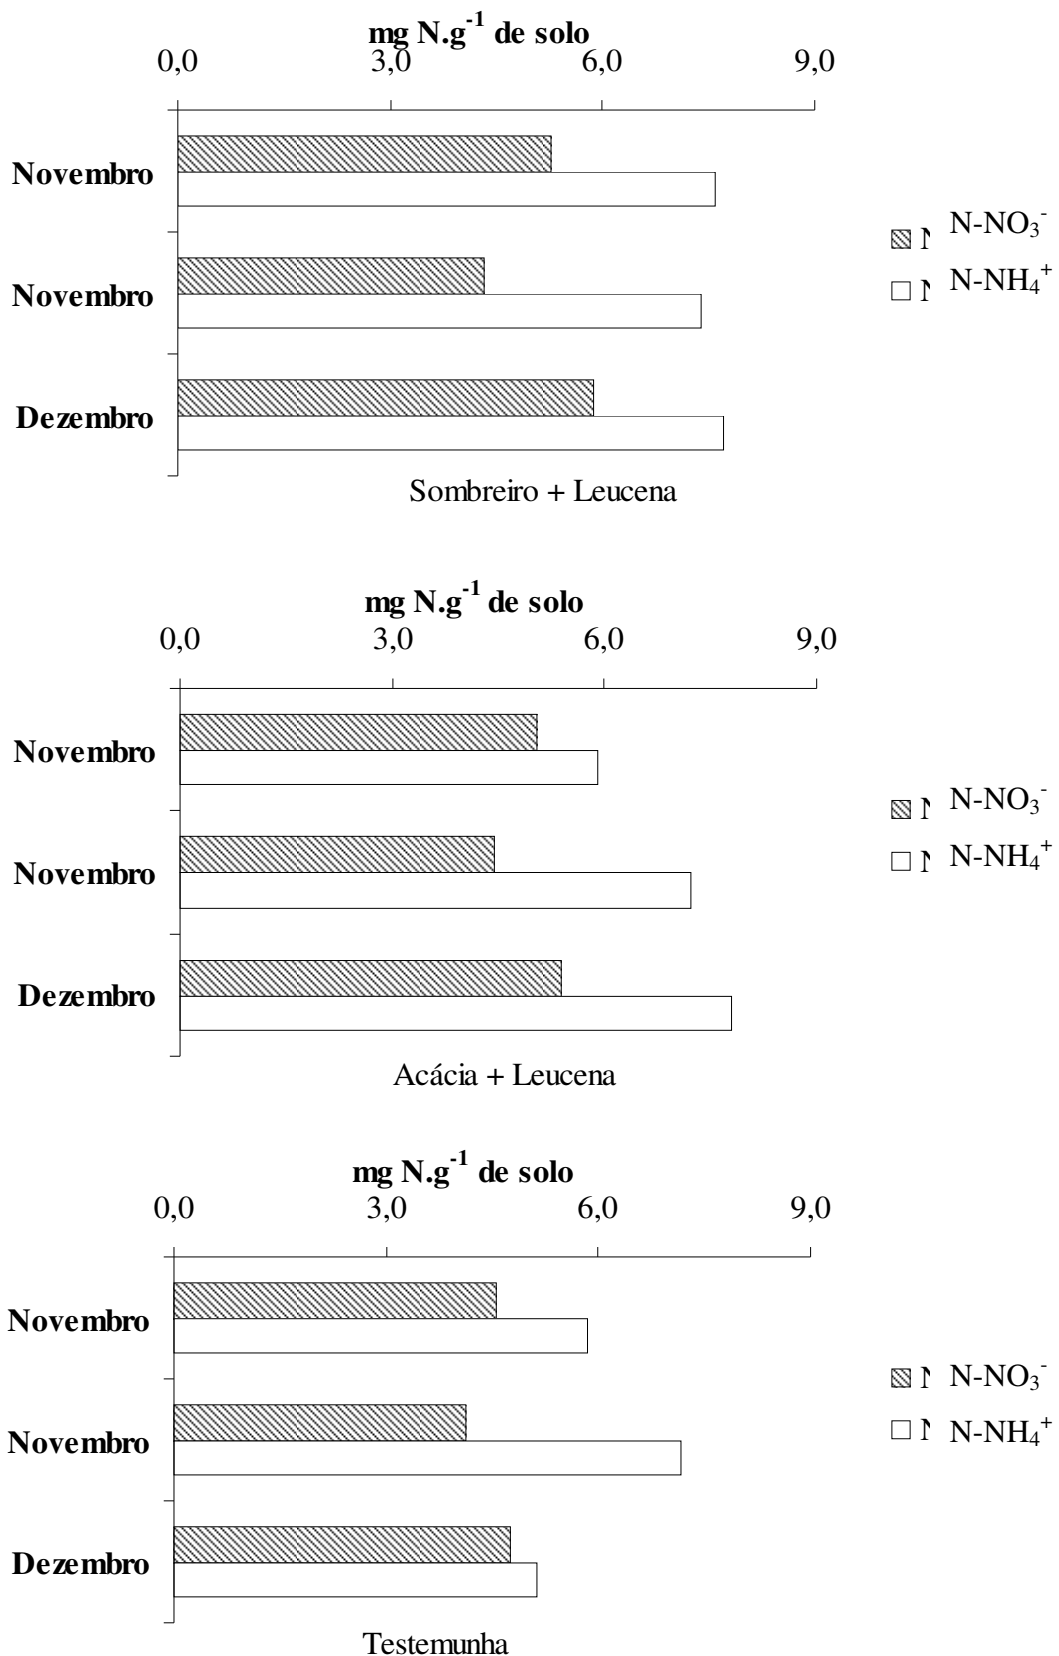 mg N.g⁻¹ de solo
0,0 3,0 6,0 9,0
Novembro
Novembro
Dezembro
N-NO₃⁻
N-NH₄⁺
Sombreiro + Leucena
mg N.g⁻¹ de solo
0,0 3,0 6,0 9,0
Novembro
Novembro
Dezembro
N-NO₃⁻
N-NH₄⁺
Acácia + Leucena
mg N.g⁻¹ de solo
0,0 3,0 6,0 9,0
Novembro
Novembro
Dezembro
N-NO₃⁻
N-NH₄⁺
Testemunha